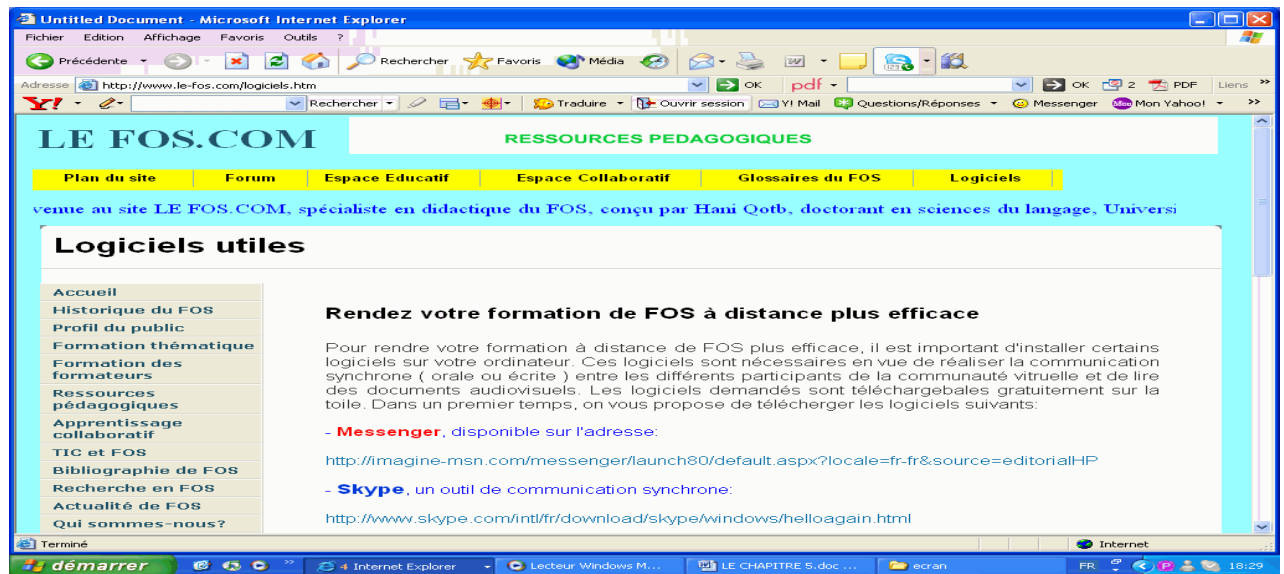 Untitled Document - Microsoft Internet Explorer
Fichier Edition Affichage Favoris Outils ?
Précédente Rechercher Favoris Média
Adresse http://www.le-fos.com/logiciels.htm OK pdf OK 2 PDF Liens »
Y! Rechercher Traduire Ouvrir session Y! Mail Questions/Réponses Messenger Mon Yahoo! »
LE FOS.COM RESSOURCES PEDAGOGIQUES
Plan du site Forum Espace Educatif Espace Collaboratif Glossaires du FOS Logiciels
venue au site LE FOS.COM, spécialiste en didactique du FOS, conçu par Hani Qotb, doctorant en sciences du langage, Universi
Logiciels utiles
Accueil
Historique du FOS
Profil du public
Formation thématique
Formation des
formateurs
Ressources
pédagogiques
Apprentissage
collaboratif
TIC et FOS
Bibliographie de FOS
Recherche en FOS
Actualité de FOS
Qui sommes-nous?
Rendez votre formation de FOS à distance plus efficace
Pour rendre votre formation à distance de FOS plus efficace, il est important d'installer certains
logiciels sur votre ordinateur. Ces logiciels sont nécessaires en vue de réaliser la communication
synchrone ( orale ou écrite ) entre les différents participants de la communauté vitruelle et de lire
des documents audiovisuels. Les logiciels demandés sont téléchargebales gratuitement sur la
toile. Dans un premier temps, on vous propose de télécherger les logiciels suivants:
- Messenger, disponible sur l'adresse:
http://imagine-msn.com/messenger/launch80/default.aspx?locale=fr-fr&source=editorialHP
- Skype, un outil de communication synchrone:
http://www.skype.com/intl/fr/download/skype/windows/helloagain.html
Terminé Internet
démarrer » 4 Internet Explorer Lecteur Windows M... LE CHAPITRE 5.doc ... ecran FR 18:29